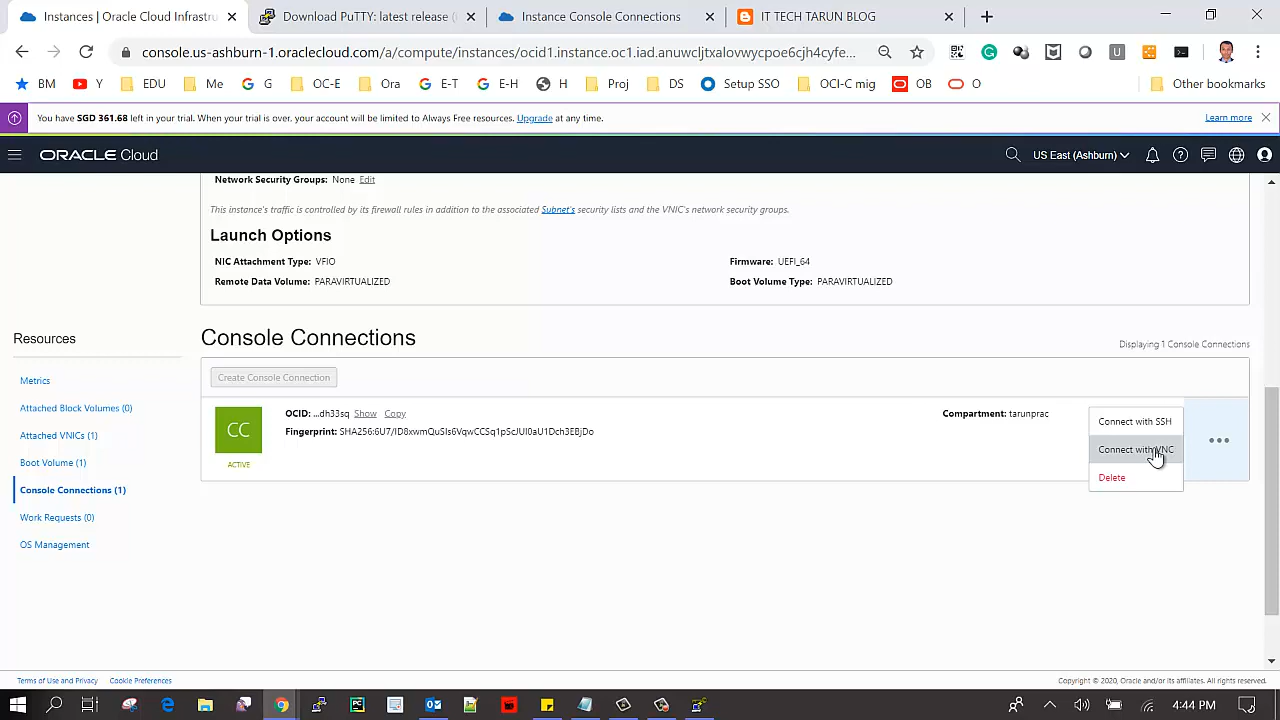 Instances | Oracle Cloud Infrastru
Download PuTTY: latest release (
Instance Console Connections
IT TECH TARUN BLOG
console.us-ashburn-1.oraclecloud.com/a/compute/instances/ocid1.instance.oc1.iad.anuwcljtxalovwycpoe6cjh4cyfe...
BM
Y
EDU
Me
G
OC-E
Ora
E-T
E-H
H
Proj
DS
Setup SSO
OCI-C mig
OB
O
Other bookmarks
You have SGD 361.68 left in your trial. When your trial is over, your account will be limited to Always Free resources. Upgrade at any time.
Learn more
ORACLE Cloud
US East (Ashburn)
Network Security Groups: None Edit
This instance's traffic is controlled by its firewall rules in addition to the associated Subnet's security lists and the VNIC's network security groups.
Launch Options
NIC Attachment Type: VFIO
Firmware: UEFI_64
Remote Data Volume: PARAVIRTUALIZED
Boot Volume Type: PARAVIRTUALIZED
Resources
Console Connections
Displaying 1 Console Connections
Metrics
Create Console Connection
Attached Block Volumes (0)
CC
OCID: ...dh33sq Show Copy
Compartment: tarunprac
Connect with SSH
Attached VNICs (1)
Fingerprint: SHA256:6U7/ID8xwmQuSIs6VqwCCSq1pScJUI0aU1Dch3EBJDo
Connect with VNC
Boot Volume (1)
ACTIVE
Delete
Console Connections (1)
Work Requests (0)
OS Management
Terms of Use and Privacy
Cookie Preferences
Copyright © 2020, Oracle and/or its affiliates. All rights reserved.
4:44 PM